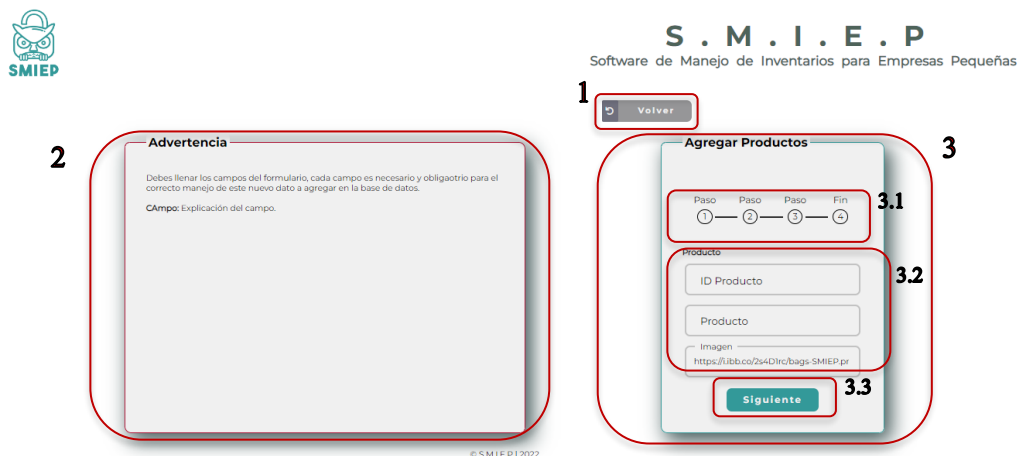 SMIEP
S . M . I . E . P
Software de Manejo de Inventarios para Empresas Pequeñas
1
Volver
2
Advertencia
Debes llenar los campos del formulario, cada campo es necesario y obligaotrio para el
correcto manejo de este nuevo dato a agregar en la base de datos.
CAmpo: Explicación del campo.
3
Agregar Productos
Paso Paso Paso Fin
1 2 3 4
3.1
Producto
3.2
ID Producto
Producto
Imagen
https://i.ibb.co/2s4D1rc/bags-SMIEP.pr
3.3
Siguiente
© S M I E P | 2022